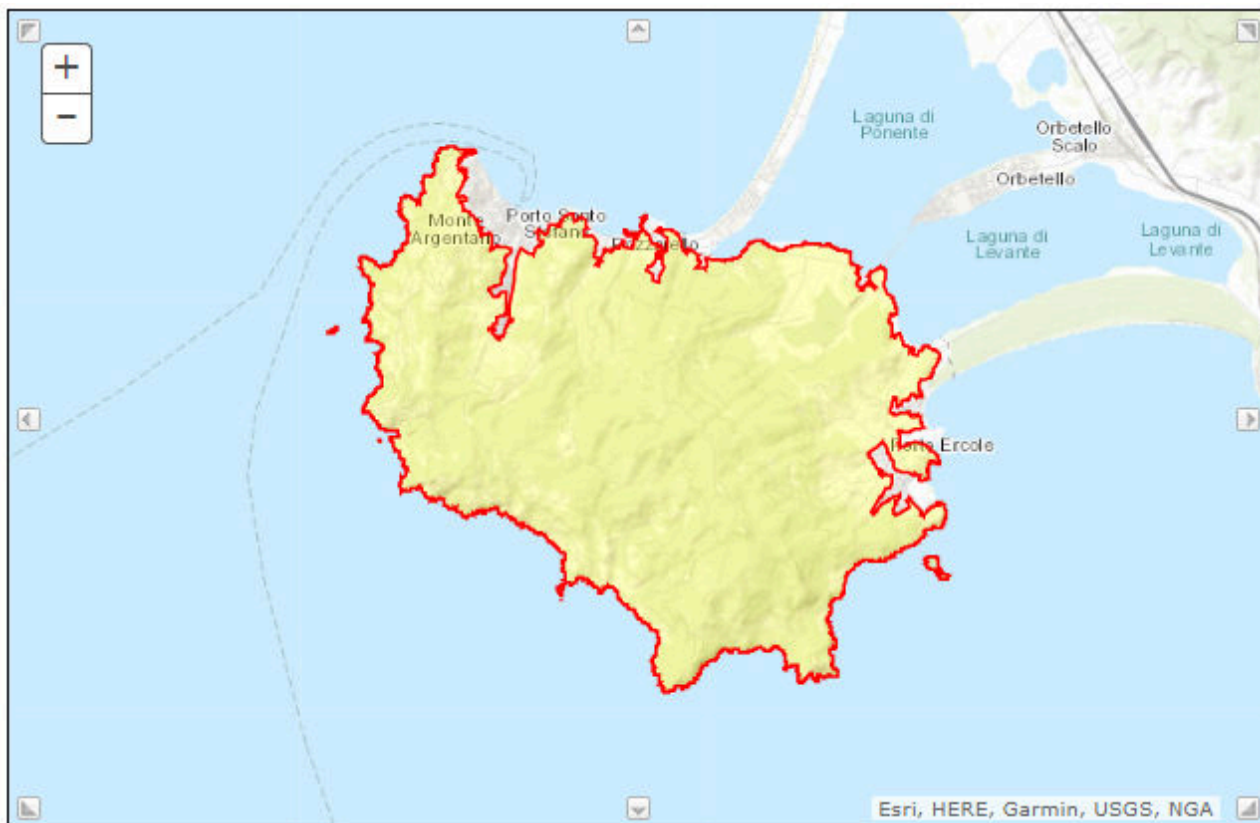 +
−
Laguna di
Ponente
Orbetello
Scalo
Orbetello
Monte
Argentario
Porto Santo
Stefano
Pozzarello
Laguna di
Levante
Laguna di
Levante
Porto Ercole
Esri, HERE, Garmin, USGS, NGA